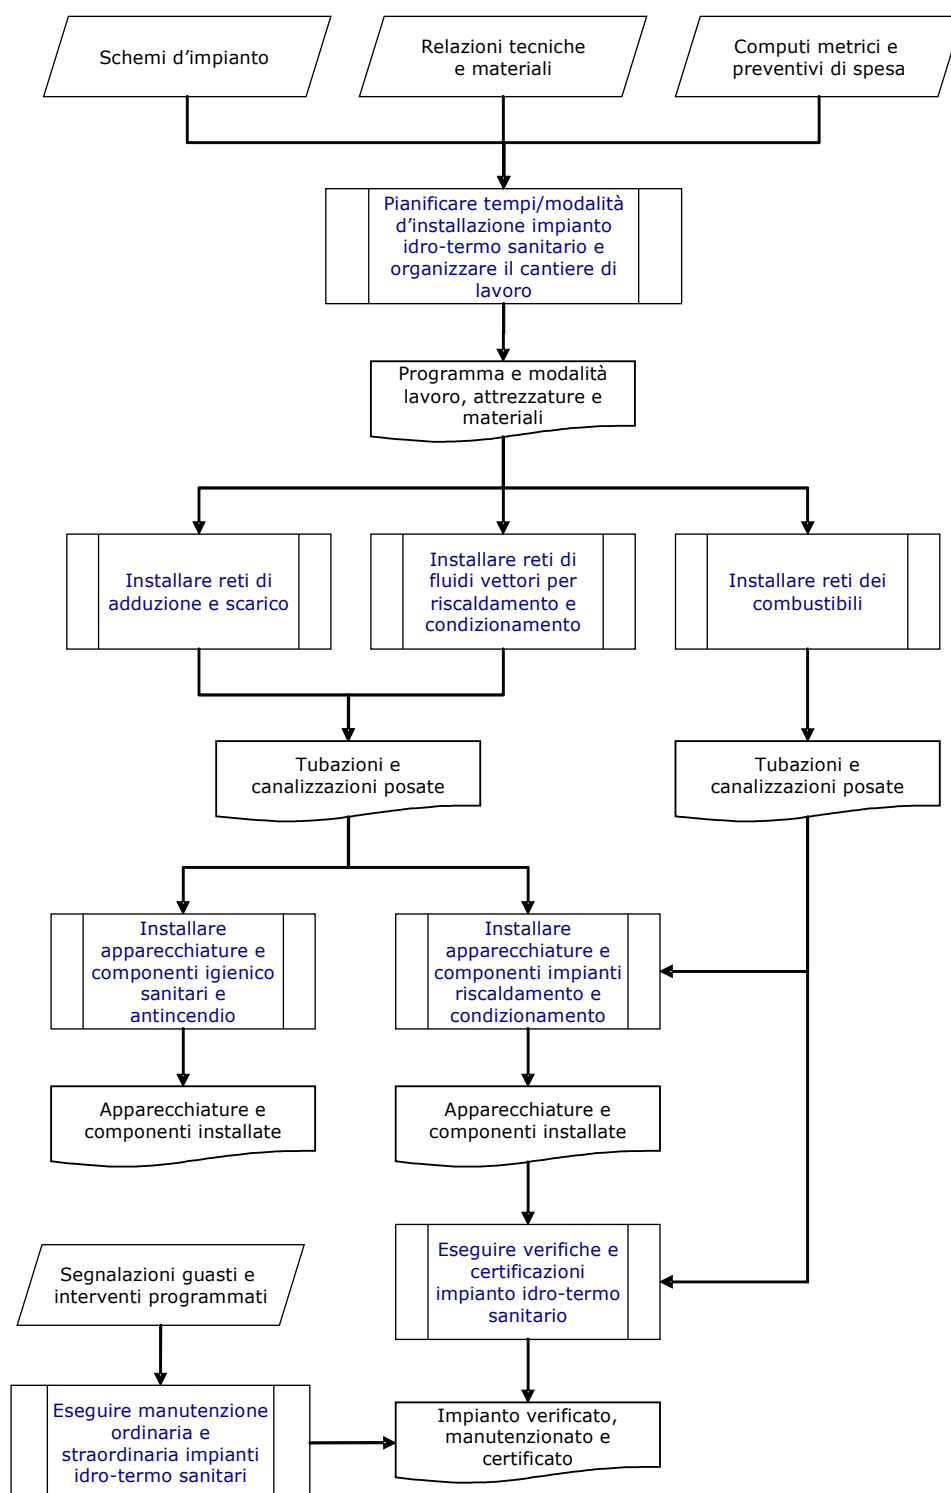 Schemi d’impianto
Relazioni tecniche
e materiali
Computi metrici e
preventivi di spesa
Pianificare tempi/modalità
d’installazione impianto
idro-termo sanitario e
organizzare il cantiere di
lavoro
Programma e modalità
lavoro, attrezzature e
materiali
Installare reti di
adduzione e scarico
Installare reti di
fluidi vettori per
riscaldamento e
condizionamento
Installare reti dei
combustibili
Tubazioni e
canalizzazioni posate
Tubazioni e
canalizzazioni posate
Installare
apparecchiature e
componenti igienico
sanitari e
antincendio
Installare
apparecchiature e
componenti impianti
riscaldamento e
condizionamento
Apparecchiature e
componenti installate
Apparecchiature e
componenti installate
Segnalazioni guasti e
interventi programmati
Eseguire verifiche e
certificazioni
impianto idro-termo
sanitario
Eseguire manutenzione
ordinaria e
straordinaria impianti
idro-termo sanitari
Impianto verificato,
manutenzionato e
certificato